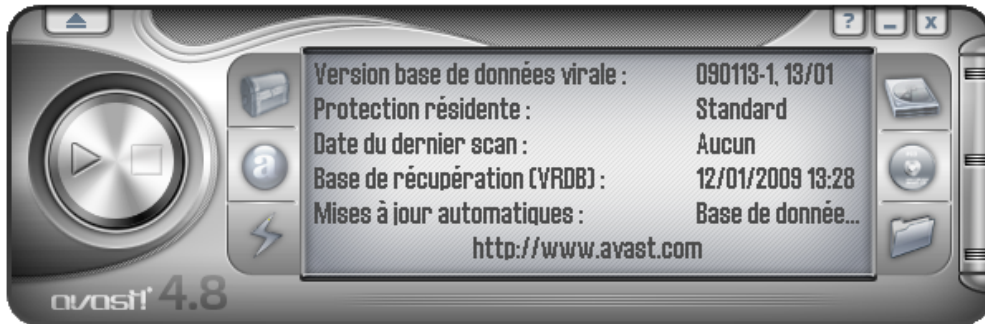 ? _ x
Version base de données virale : 090113-1, 13/01
Protection résidente : Standard
Date du dernier scan : Aucun
a
Base de récupération (VRDB) : 12/01/2009 13:28
Mises à jour automatiques : Base de donnée...
http://www.avast.com
avast! 4.8